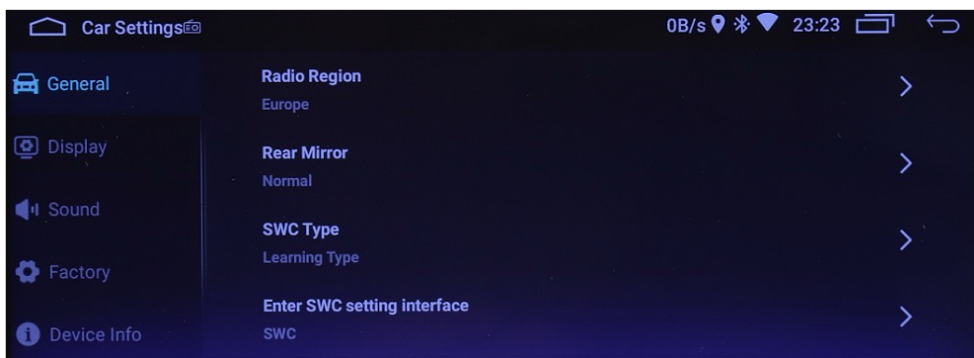 Car Settings
0B/s 23:23
General
Display
Sound
Factory
Device Info
Radio Region
Europe
Rear Mirror
Normal
SWC Type
Learning Type
Enter SWC setting interface
SWC